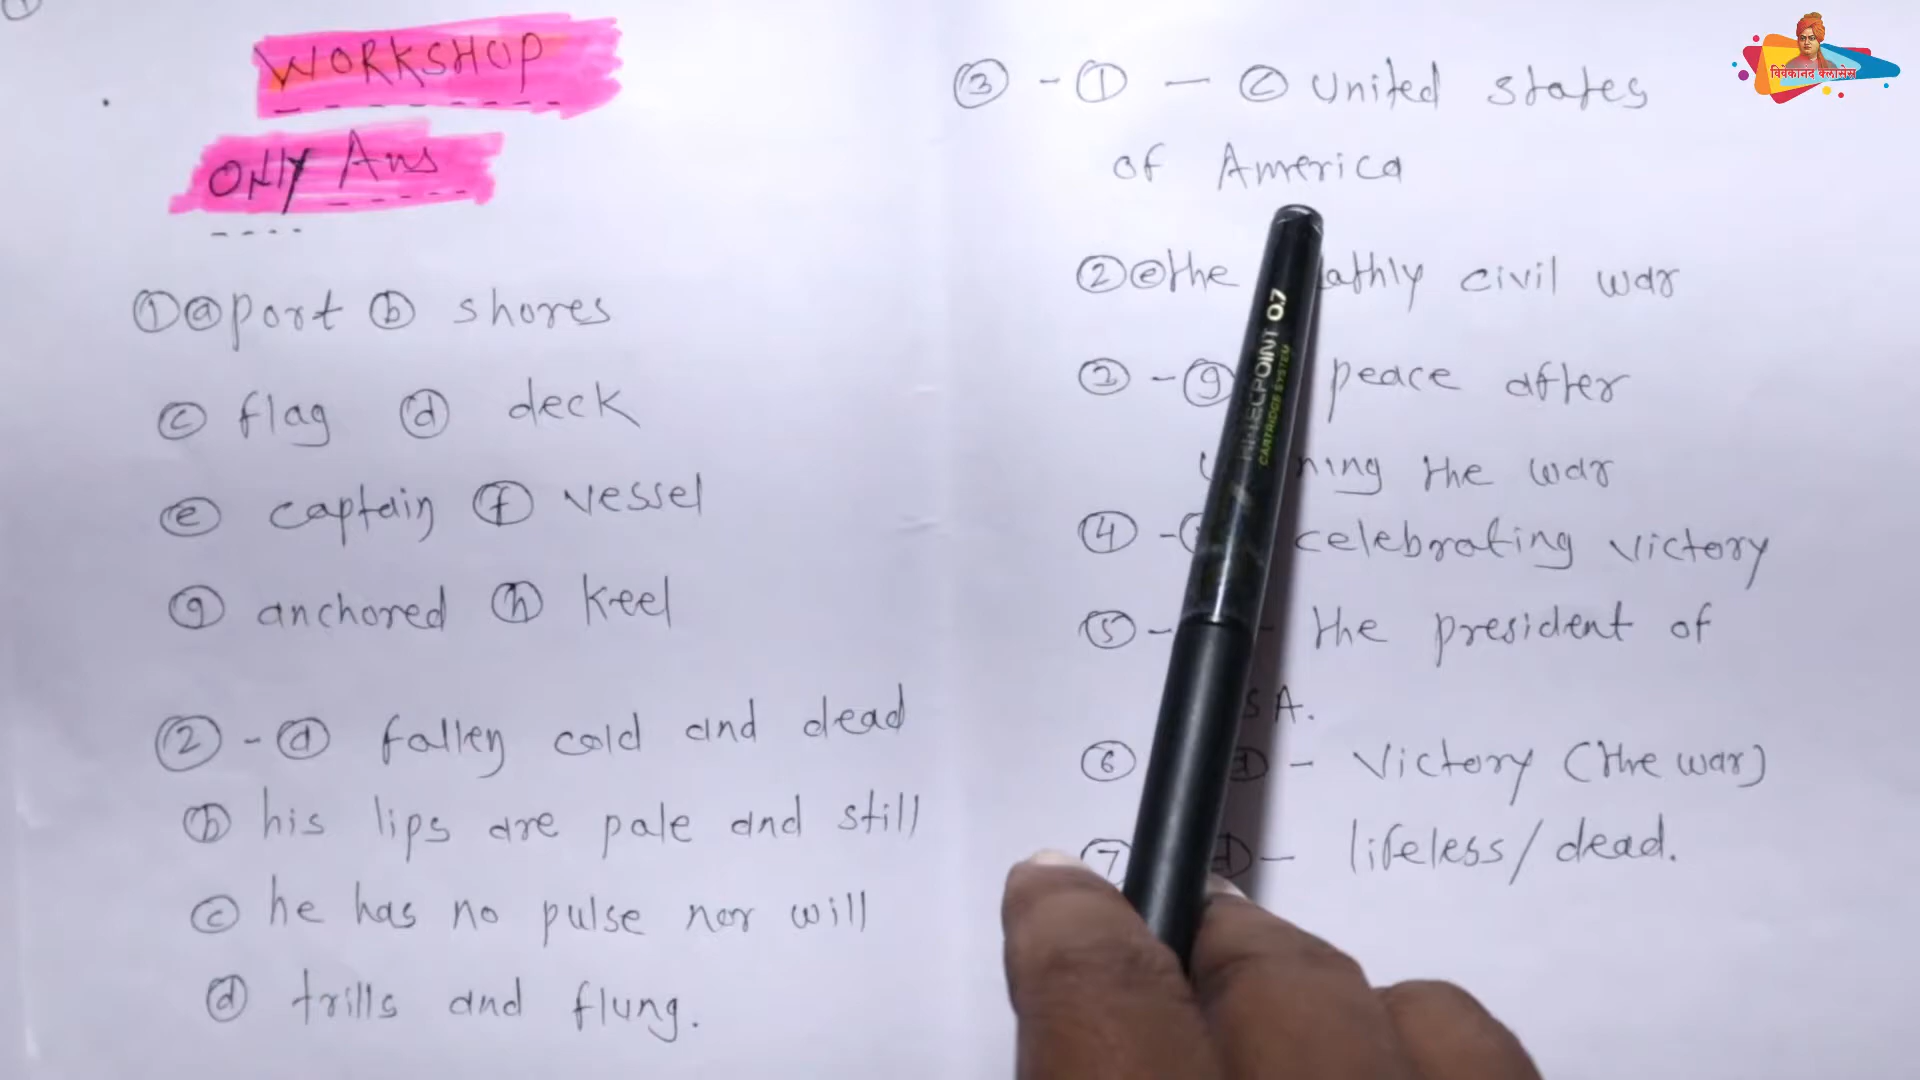 WORKSHOP
ONLY Ans
① ⓐ port ⓑ shores
ⓒ flag ⓓ deck
ⓔ captain ⓕ vessel
ⓖ anchored ⓗ keel
② - ⓐ fallen cold and dead
ⓑ his lips are pale and still
ⓒ he has no pulse nor will
ⓓ trills and flung.
③ - ① - ⓒ United states
of America
② ⓔ the civil war
③ - ⓖ peace after
the war
④ - celebrating victory
⑤ - - the president of
SA.
⑥ ⓓ - victory (the war)
⑦ - lifeless/dead.
विवेकानंद क्लासेस
LINECPOINT 0.7
CARTRIDGE SYSTEM